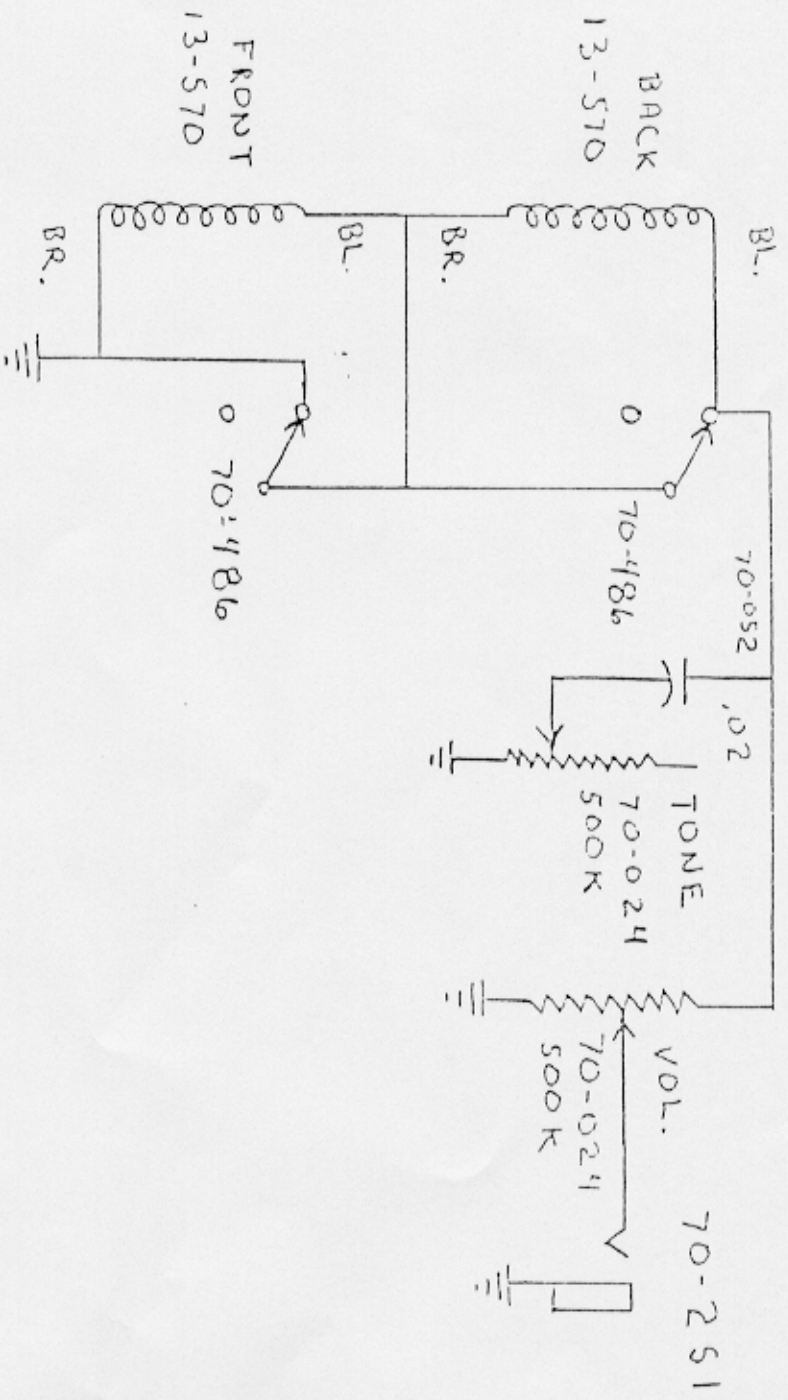 BACK
13-570
FRONT
13-570
BL.
BR.
BL.
BR.
O
O
70-486
70-486
70-052
.02
TONE
70-024
500K
VOL.
70-024
500K
70-251